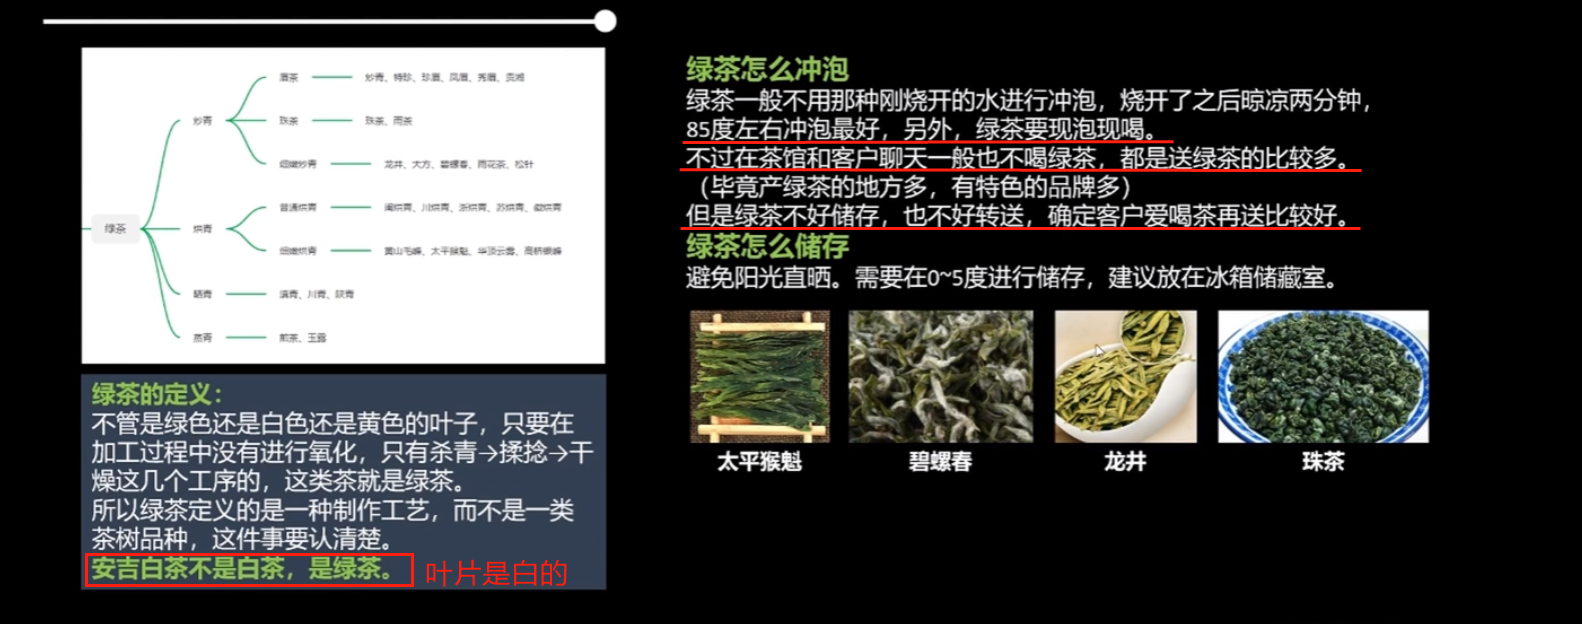 绿茶
炒青
眉茶
炒青、特珍、珍眉、凤眉、秀眉、贡湘
珠茶
珠茶、雨茶
细嫩炒青
龙井、大方、碧螺春、雨花茶、松针
烘青
普通烘青
闽烘青、川烘青、浙烘青、苏烘青、徽烘青
细嫩烘青
黄山毛峰、太平猴魁、华顶云雾、高桥银峰
晒青
滇青、川青、陕青
蒸青
煎茶、玉露
绿茶的定义：
不管是绿色还是白色还是黄色的叶子，只要在
加工过程中没有进行氧化，只有杀青→揉捻→干
燥这几个工序的，这类茶就是绿茶。
所以绿茶定义的是一种制作工艺，而不是一类
茶树品种，这件事要认清楚。
安吉白茶不是白茶，是绿茶。
叶片是白的
绿茶怎么冲泡
绿茶一般不用那种刚烧开的水进行冲泡，烧开了之后晾凉两分钟，
85度左右冲泡最好，另外，绿茶要现泡现喝。
不过在茶馆和客户聊天一般也不喝绿茶，都是送绿茶的比较多。
（毕竟产绿茶的地方多，有特色的品牌多）
但是绿茶不好储存，也不好转送，确定客户爱喝茶再送比较好。
绿茶怎么储存
避免阳光直晒。需要在0~5度进行储存，建议放在冰箱储藏室。
太平猴魁
碧螺春
龙井
珠茶